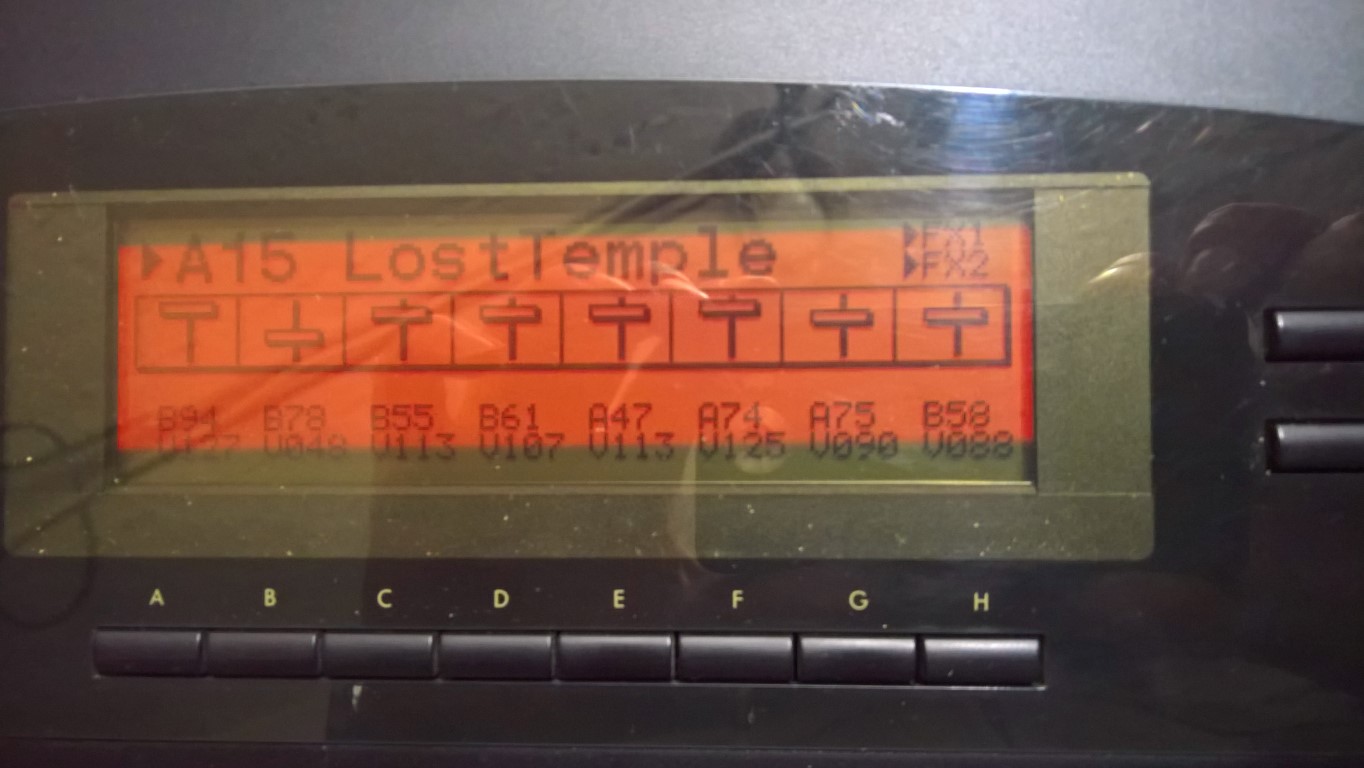 A15 LostTemple
FX1
FX2
B94 B78 B55 B61 A47 A74 A75 B58
V127 V048 V113 V107 V113 V125 V090 V088
A B C D E F G H